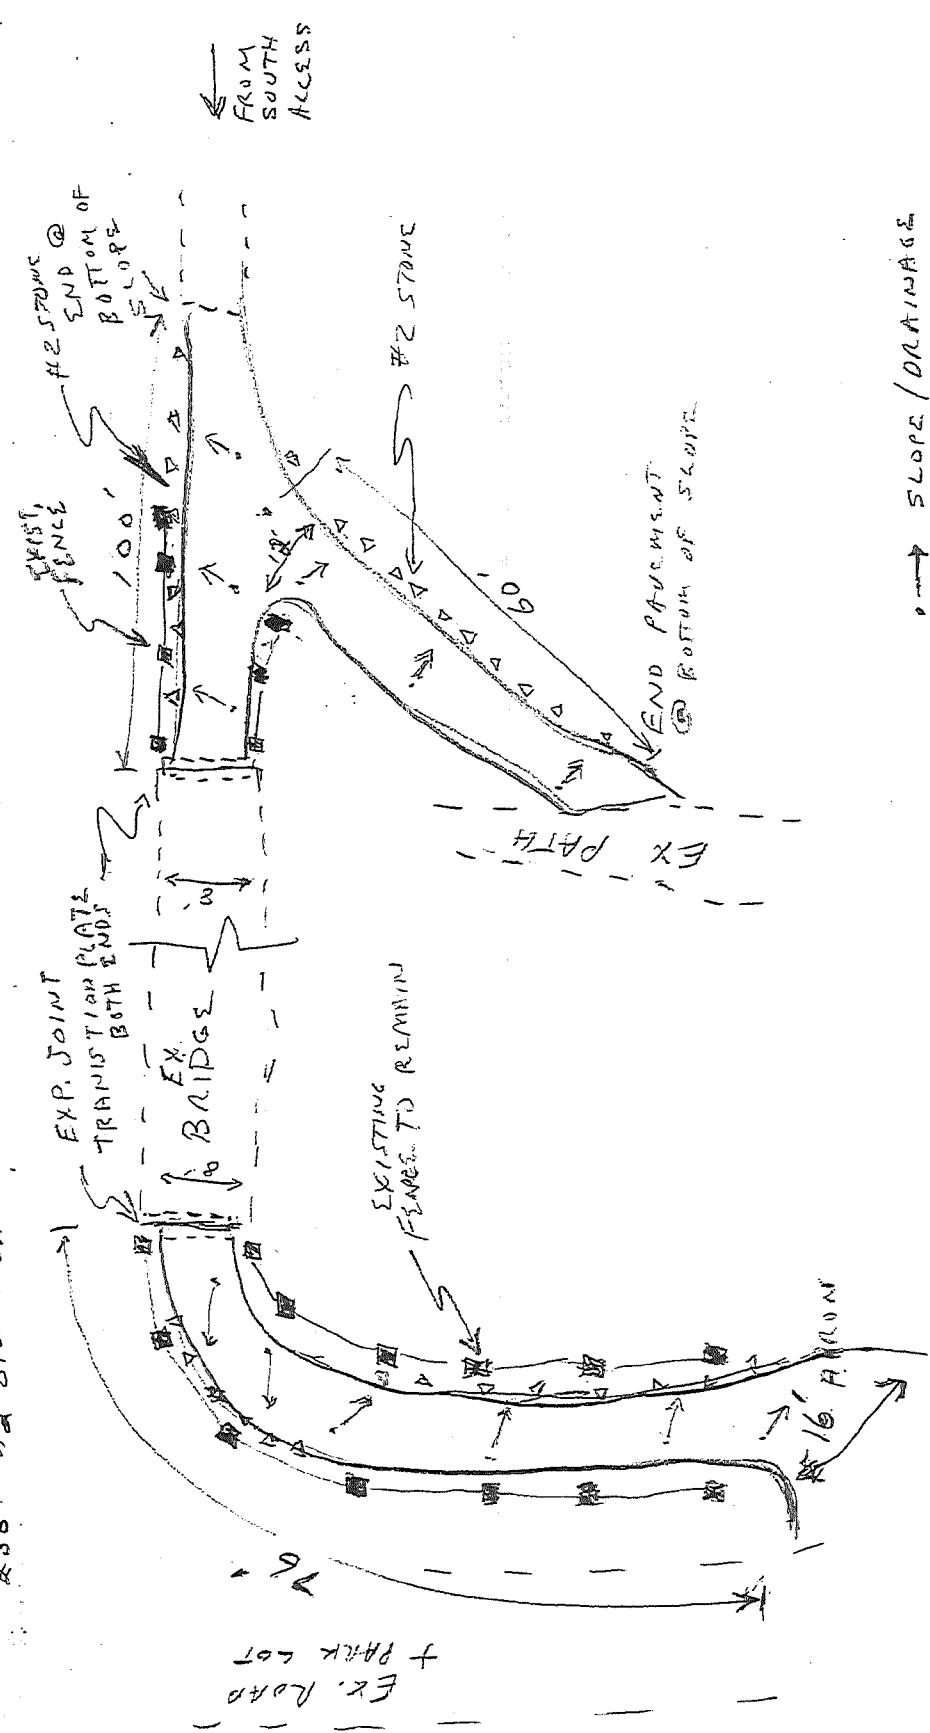 EXP. JOINT
TRANISTION PLATE
BOTH ENDS
EXIST.
FENCE
#2 STONE
END @
BOTTOM OF
SLOPE
100'
FROM
SOUTH
ACCESS
EX.
BRIDGE
8'
8'
12'
#2 STONE
60'
END PAVEMENT
@ BOTTOM OF SLOPE
EX PATH
EXISTING
FENCE TO REMAIN
76'
EX. ROAD
+ PARK LOT
16'
APRON
SLOPE / DRAINAGE